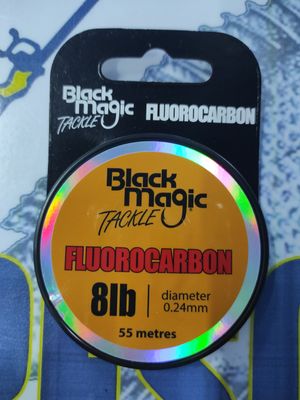 Black Magic TACKLE FLUOROCARBON
Black
Magic
TACKLE
FLUOROCARBON
8lb diameter 0.24mm
55 metres